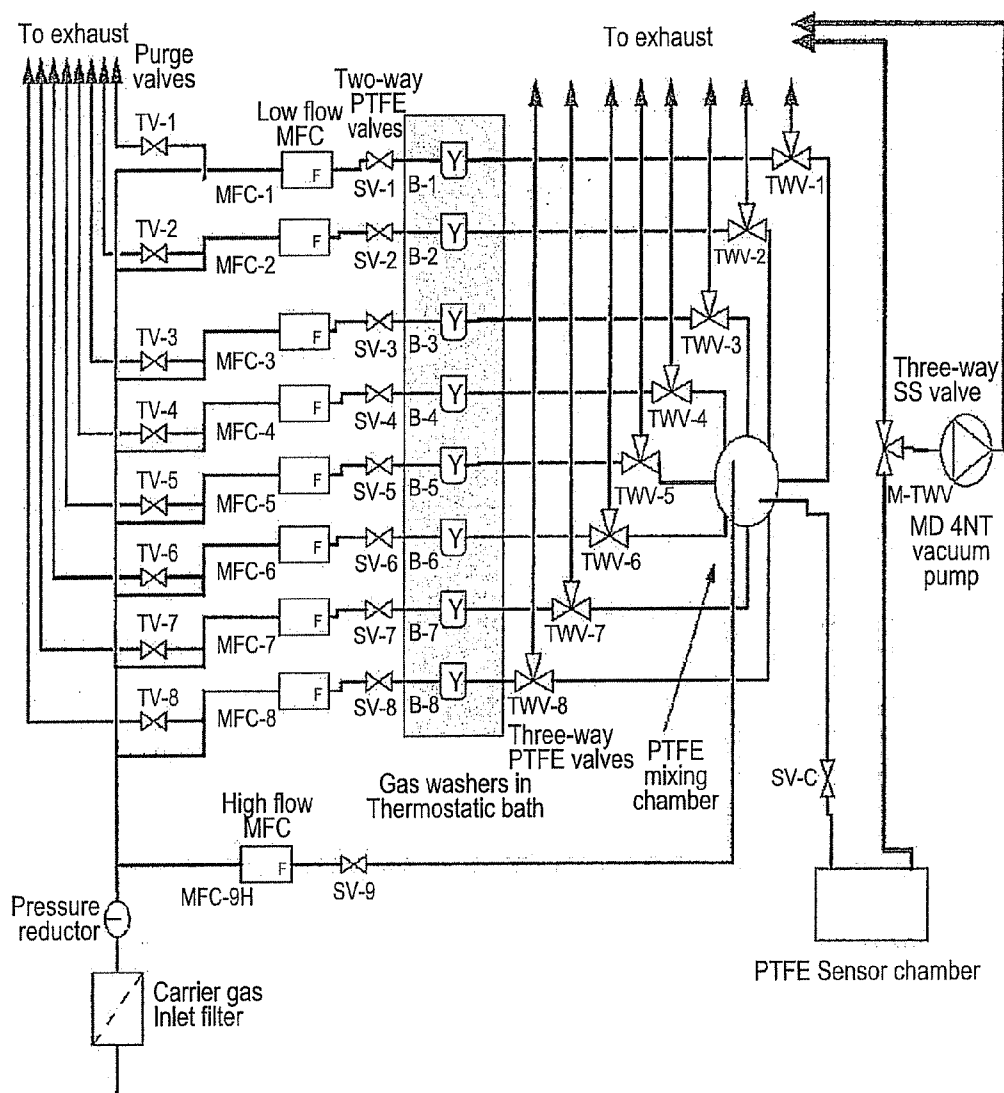 To exhaust
Purge
valves
Two-way
PTFE
valves
Low flow
MFC
To exhaust
TV-1
MFC-1
F
SV-1
B-1
Y
TWV-1
TV-2
MFC-2
F
SV-2
B-2
Y
TWV-2
TV-3
MFC-3
F
SV-3
B-3
Y
TWV-3
TV-4
MFC-4
F
SV-4
B-4
Y
TWV-4
Three-way
SS valve
TV-5
MFC-5
F
SV-5
B-5
Y
TWV-5
M-TWV
MD 4NT
vacuum
pump
TV-6
MFC-6
F
SV-6
B-6
Y
TWV-6
TV-7
MFC-7
F
SV-7
B-7
Y
TWV-7
TV-8
MFC-8
F
SV-8
B-8
Y
TWV-8
Three-way
PTFE valves
PTFE
mixing
chamber
Gas washers in
Thermostatic bath
SV-C
High flow
MFC
F
MFC-9H
SV-9
Pressure
reductor
PTFE Sensor chamber
Carrier gas
Inlet filter